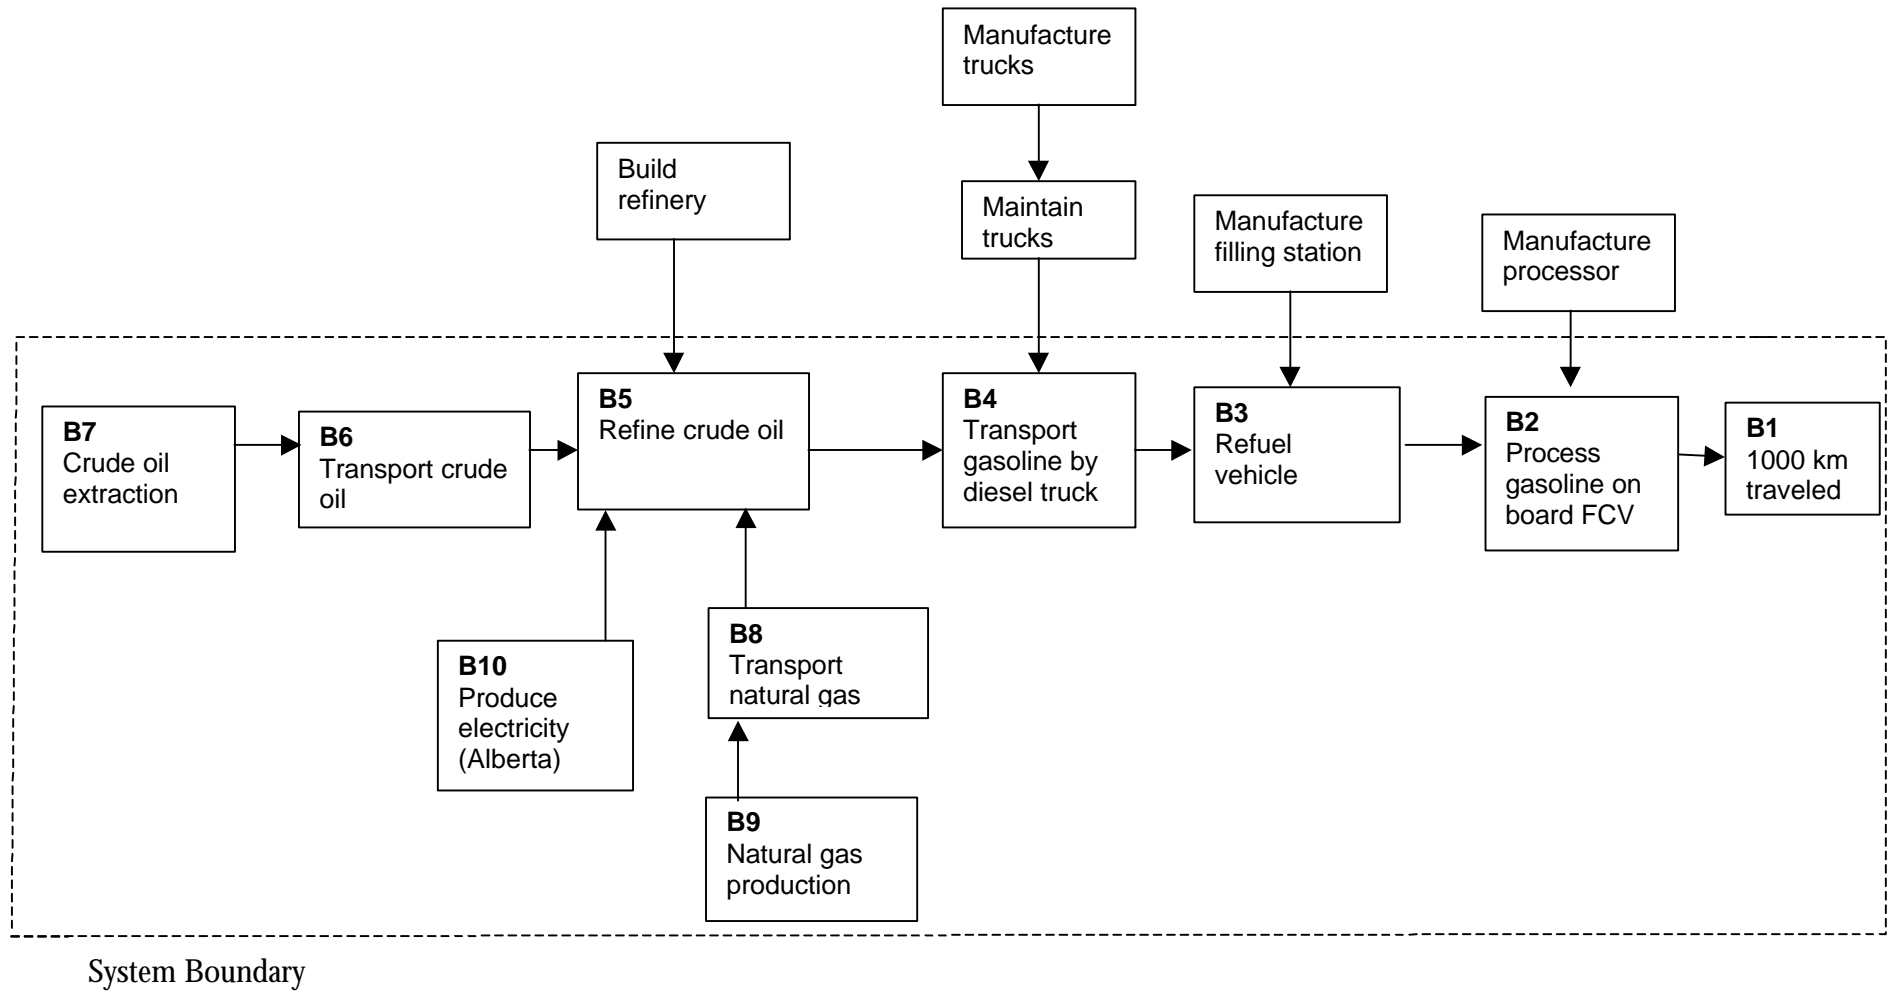 Manufacture
trucks
Build
refinery
Maintain
trucks
Manufacture
filling station
Manufacture
processor
B7
Crude oil
extraction
B6
Transport crude
oil
B5
Refine crude oil
B4
Transport
gasoline by
diesel truck
B3
Refuel
vehicle
B2
Process
gasoline on
board FCV
B1
1000 km
traveled
B10
Produce
electricity
(Alberta)
B8
Transport
natural gas
B9
Natural gas
production
System Boundary